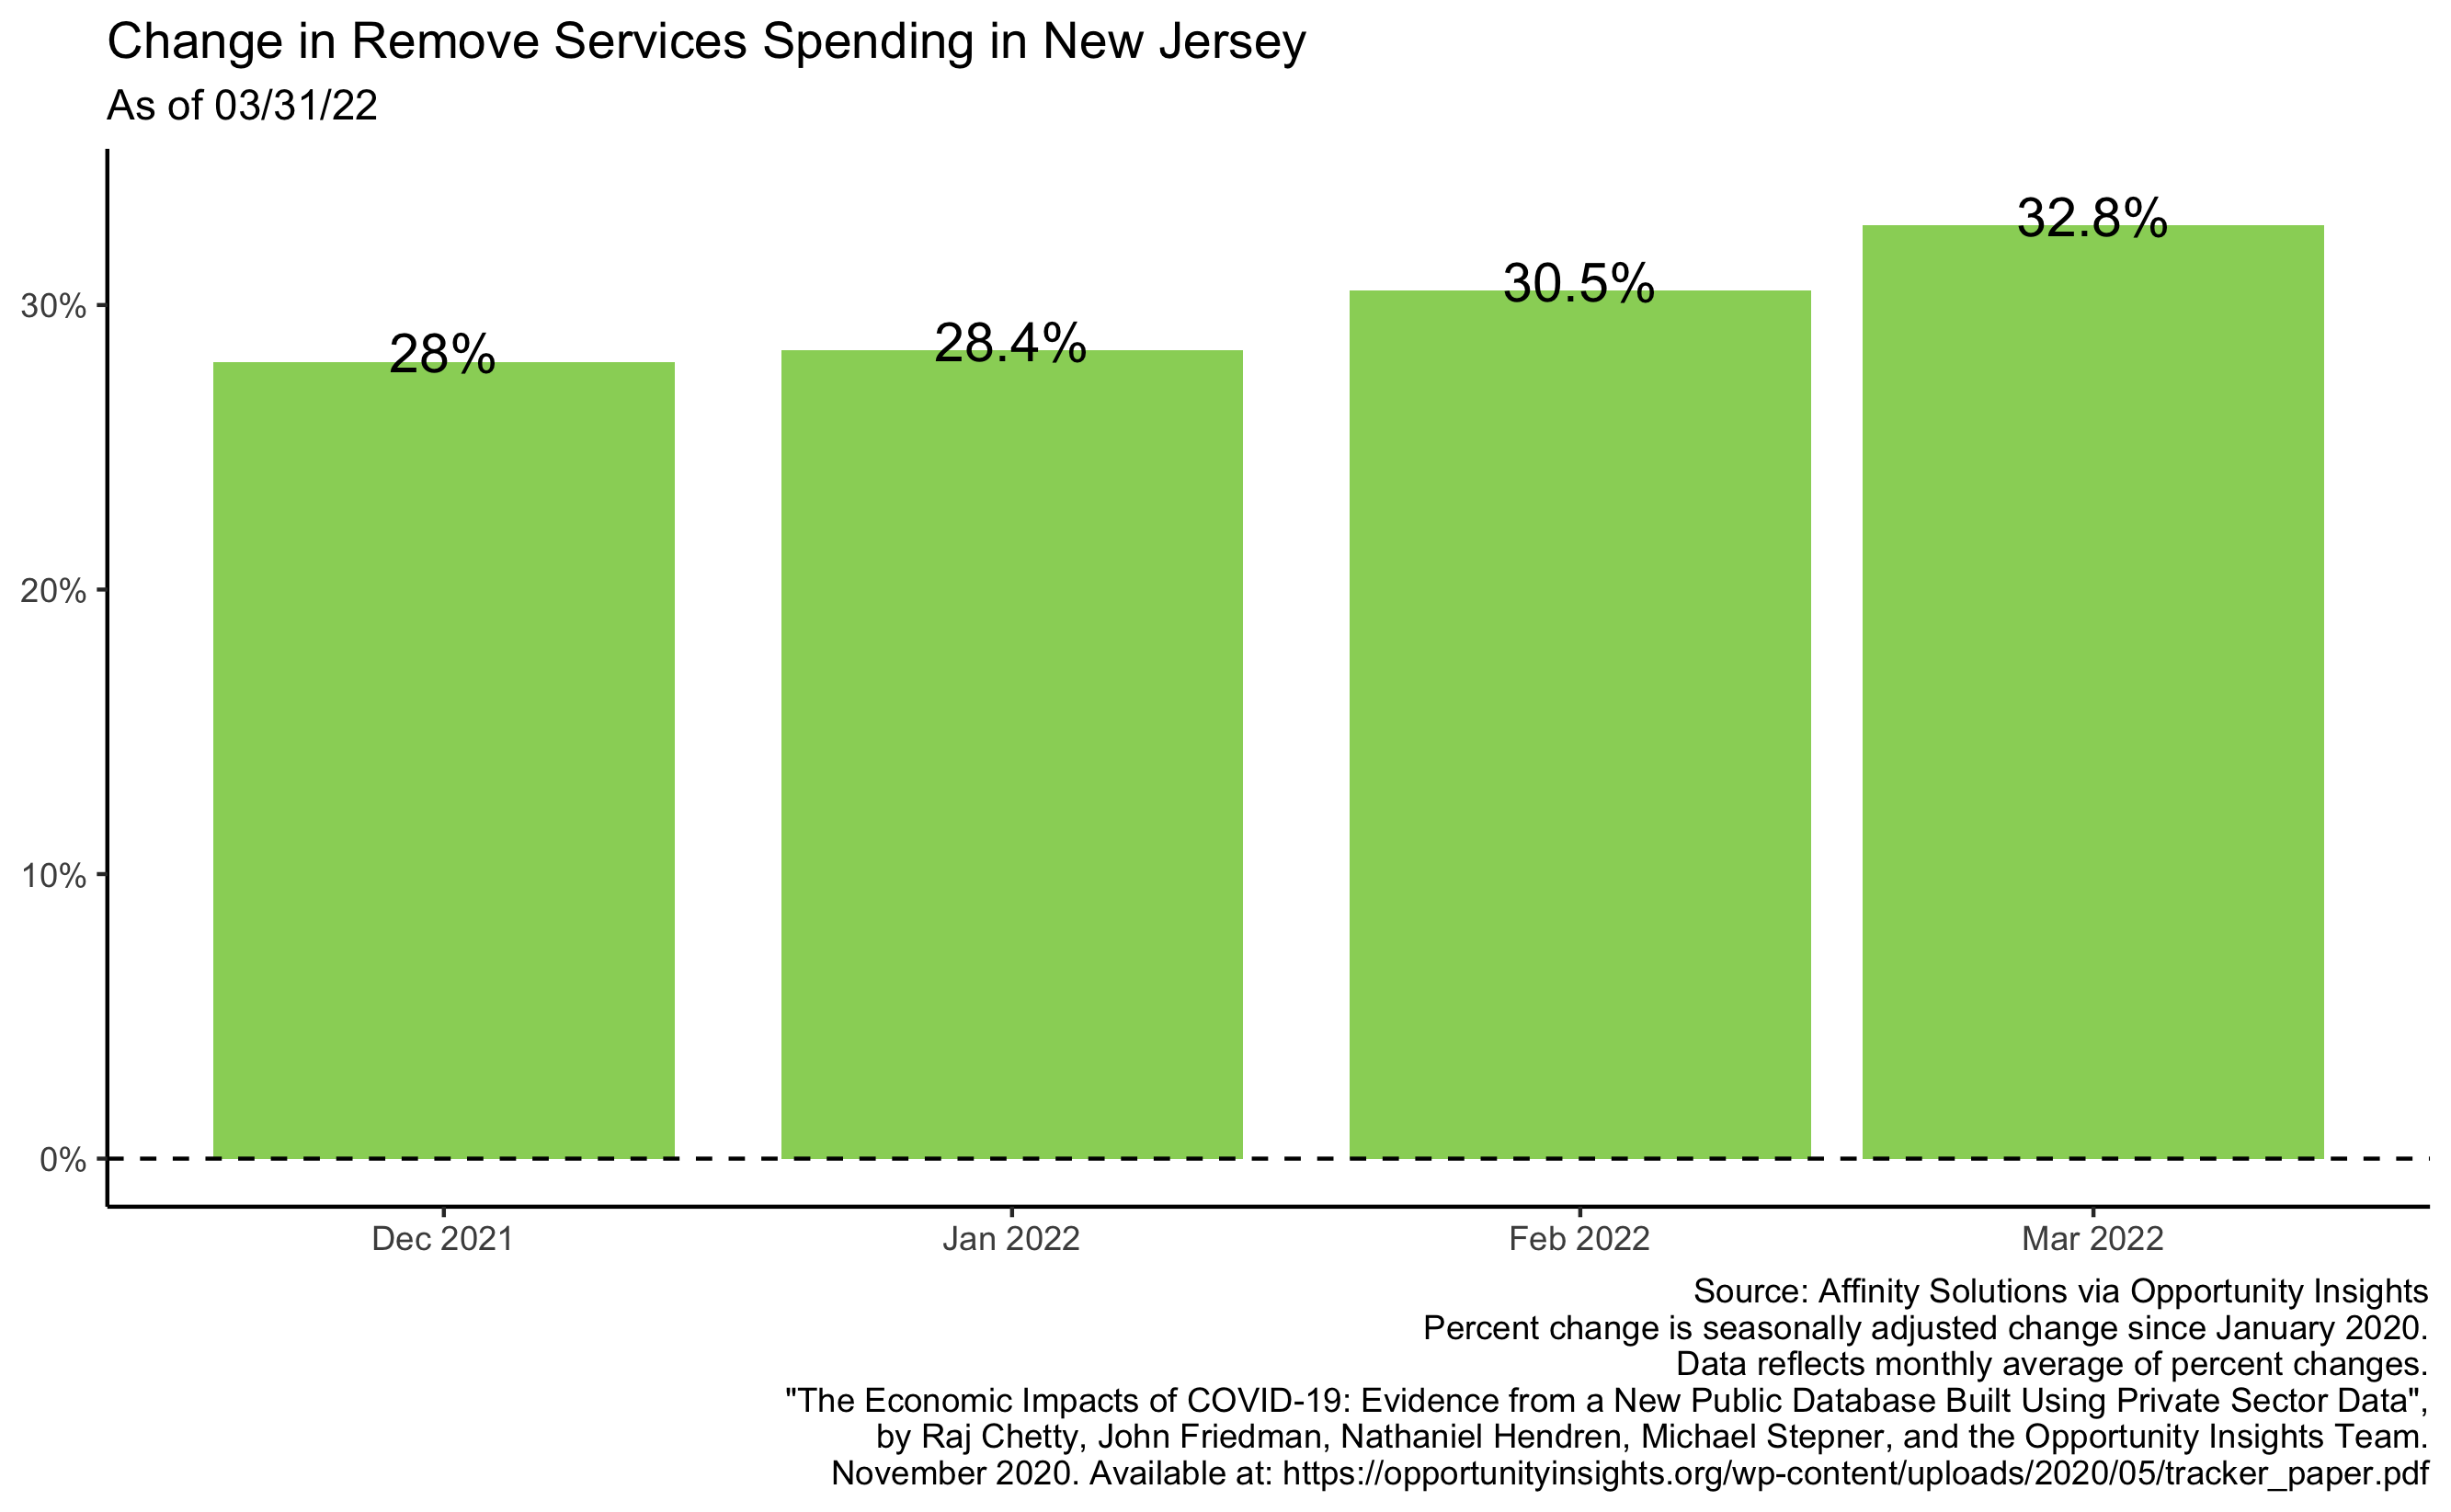 Change in Remove Services Spending in New Jersey
As of 03/31/22
32.8%
30.5%
28.4%
28%
30%
20%
10%
0%
Dec 2021
Jan 2022
Feb 2022
Mar 2022
Source: Affinity Solutions via Opportunity Insights
Percent change is seasonally adjusted change since January 2020.
Data reflects monthly average of percent changes.
"The Economic Impacts of COVID-19: Evidence from a New Public Database Built Using Private Sector Data",
by Raj Chetty, John Friedman, Nathaniel Hendren, Michael Stepner, and the Opportunity Insights Team.
November 2020. Available at: https://opportunityinsights.org/wp-content/uploads/2020/05/tracker_paper.pdf